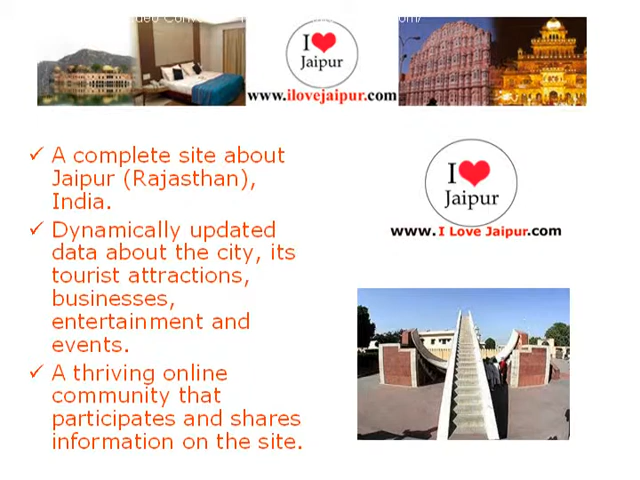 I ❤ Jaipur
www.ilovejaipur.com
✓ A complete site about
Jaipur (Rajasthan),
India.
✓ Dynamically updated
data about the city, its
tourist attractions,
businesses,
entertainment and
events.
✓ A thriving online
community that
participates and shares
information on the site.
I ❤ Jaipur
www. I Love Jaipur.com